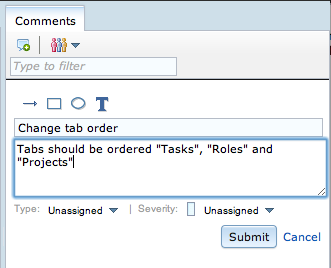 Comments
Type to filter
T
Change tab order
Tabs should be ordered "Tasks", "Roles" and
"Projects"
Type: Unassigned | Severity: Unassigned
Submit Cancel